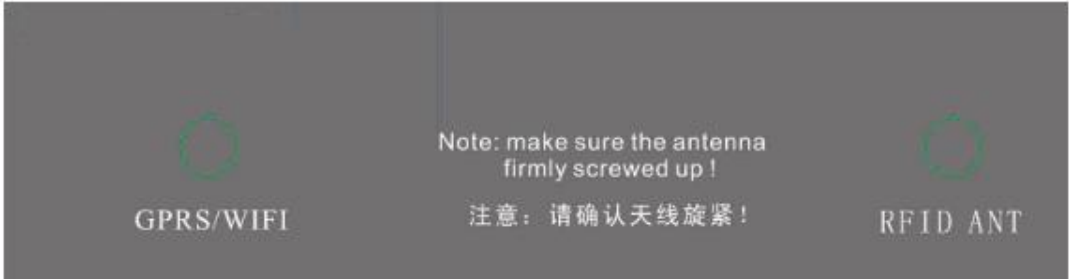 Note: make sure the antenna
firmly screwed up !
GPRS/WIFI
注意：请确认天线旋紧！
RFID ANT